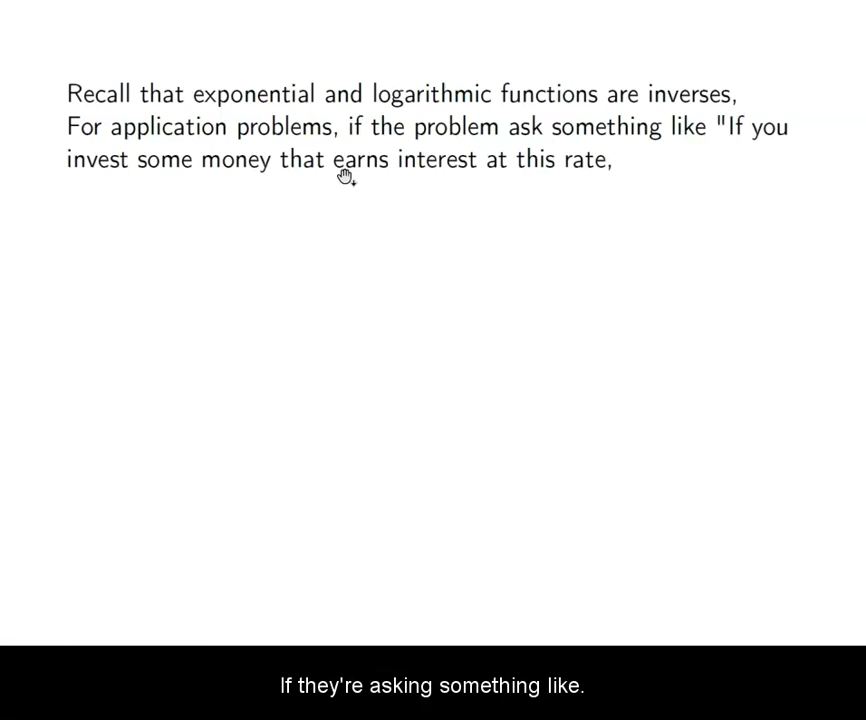 Recall that exponential and logarithmic functions are inverses,
For application problems, if the problem ask something like "If you
invest some money that earns interest at this rate,
If they're asking something like.